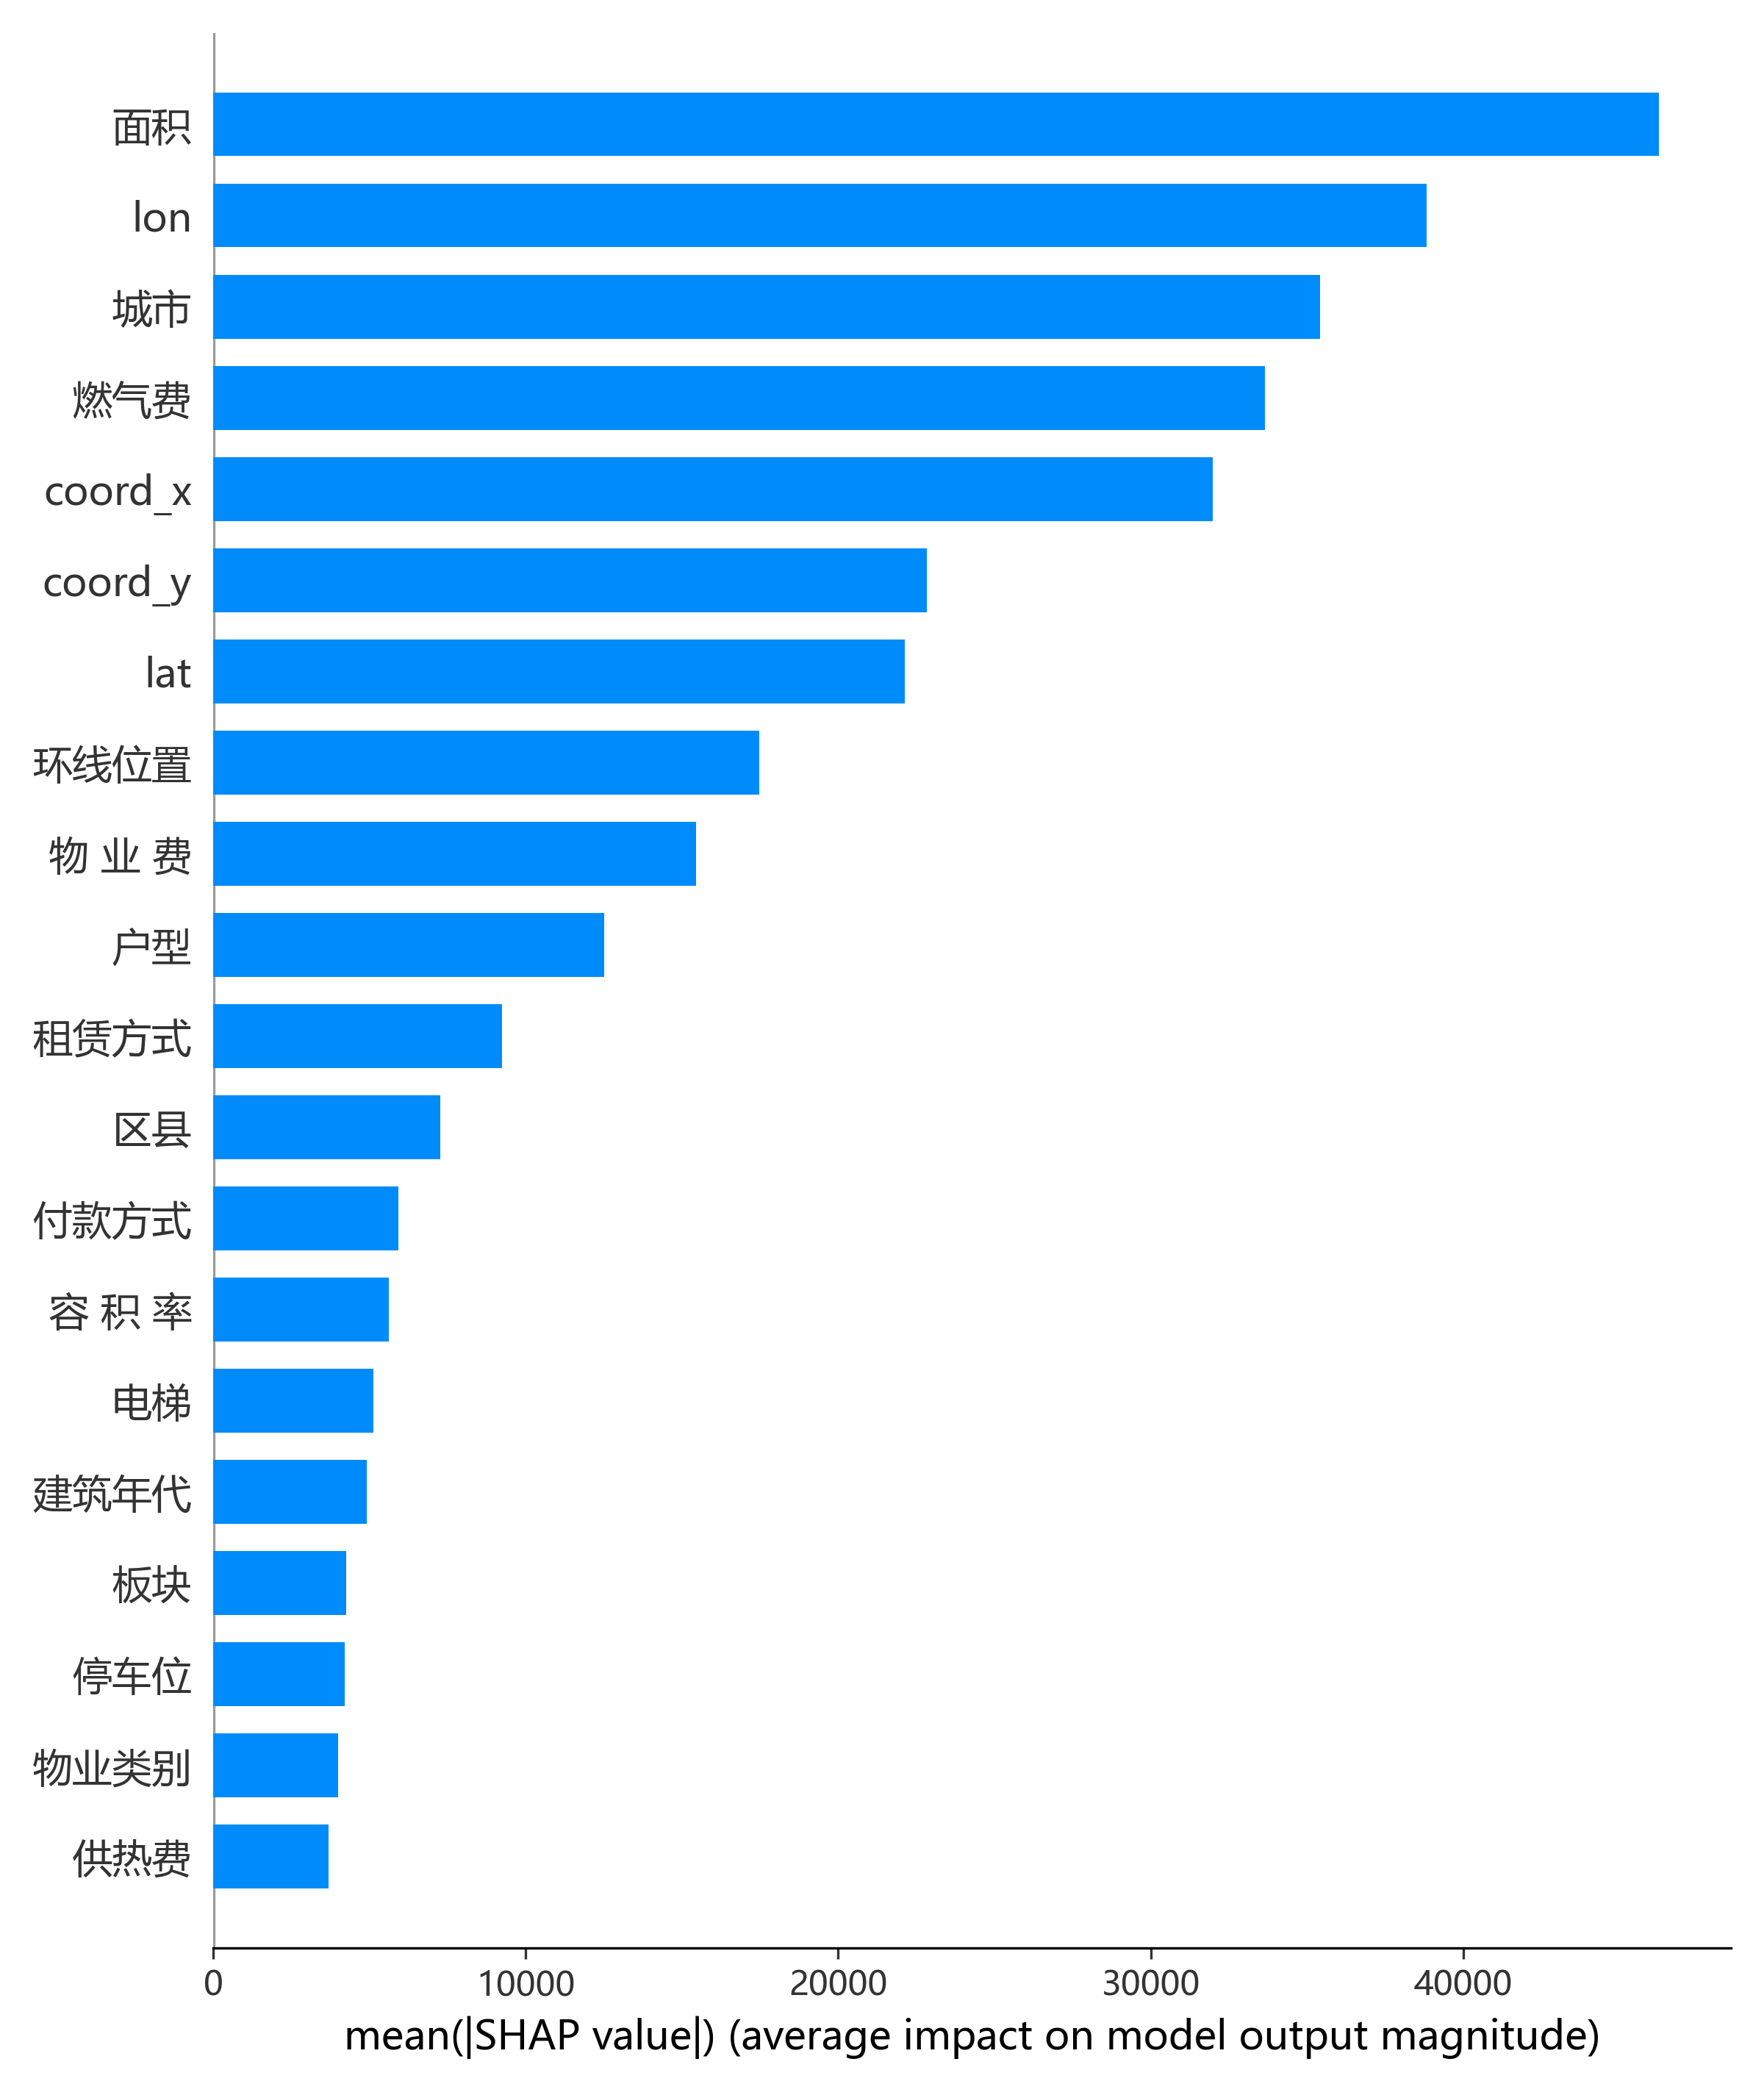 面积
lon
城市
燃气费
coord_x
coord_y
lat
环线位置
物 业 费
户型
租赁方式
区县
付款方式
容 积 率
电梯
建筑年代
板块
停车位
物业类别
供热费
0 10000 20000 30000 40000
mean(|SHAP value|) (average impact on model output magnitude)